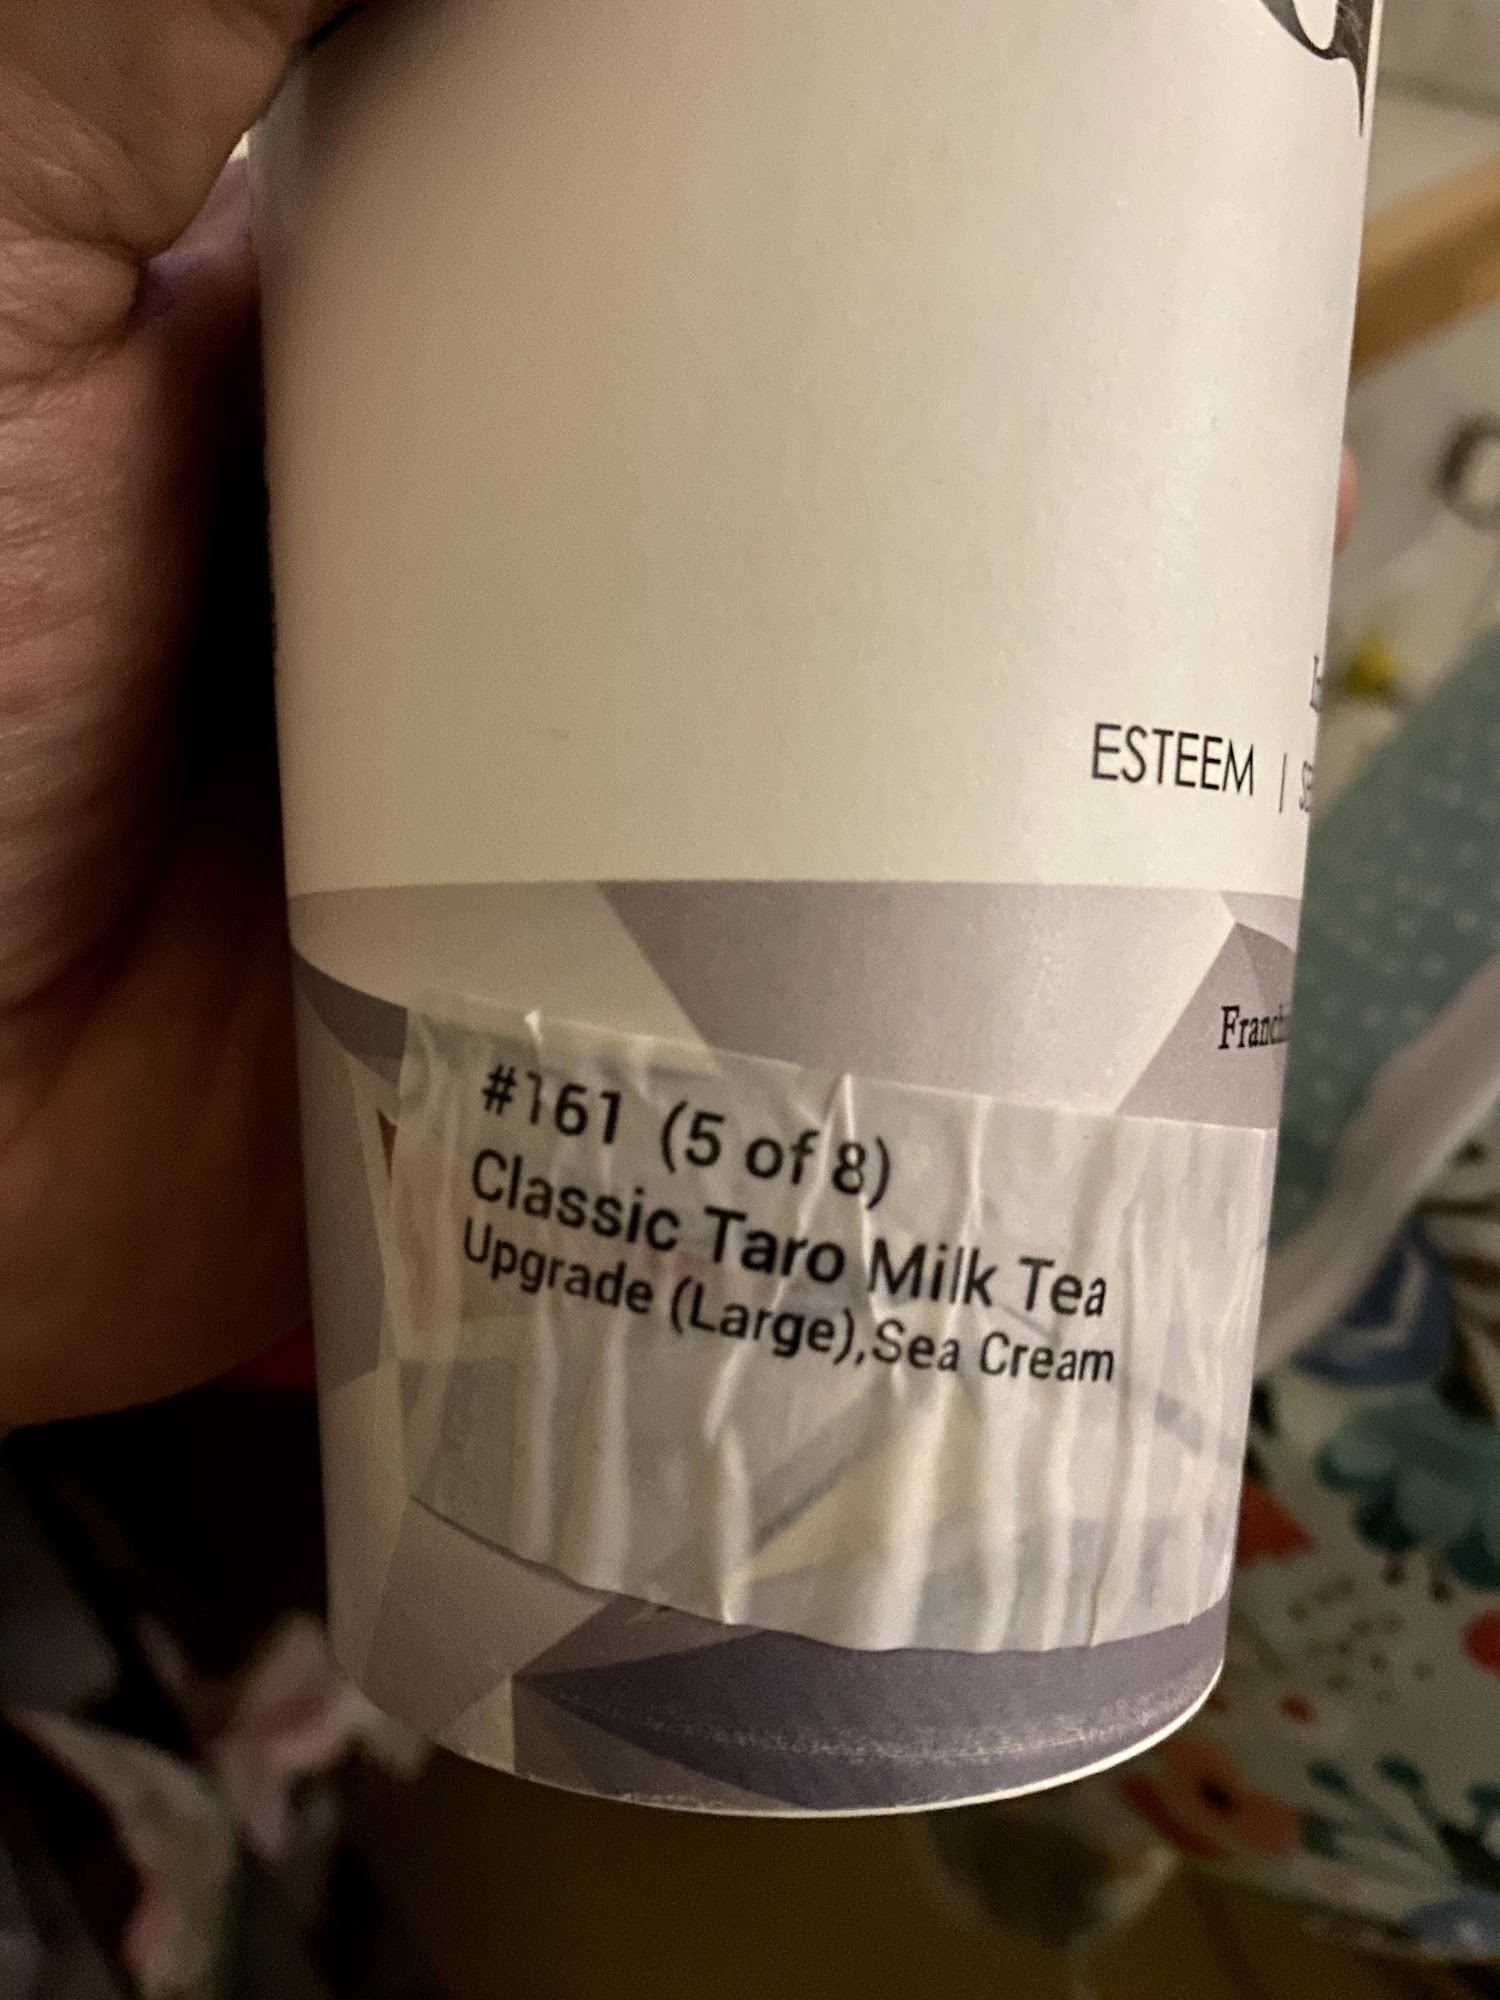 ESTEEM |
#161 (5 of 8)
Classic Taro Milk Tea
Upgrade (Large),Sea Cream